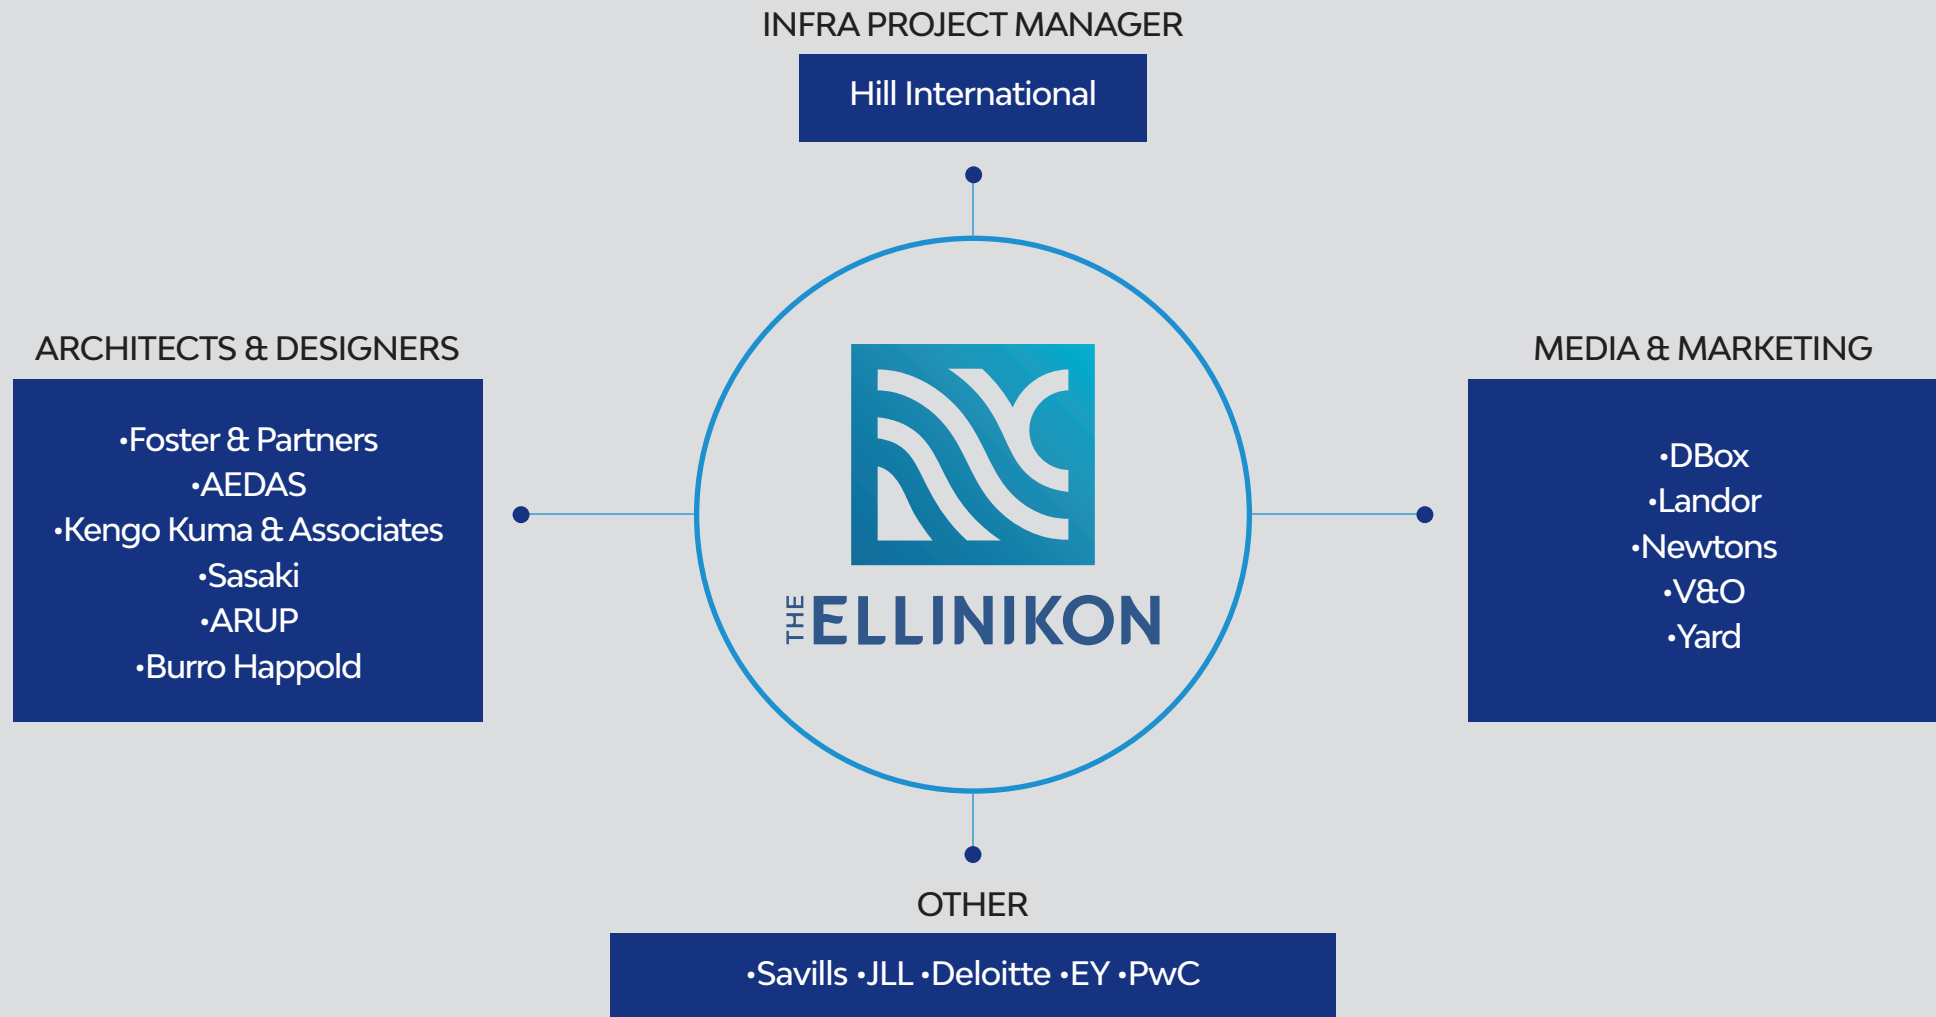 INFRA PROJECT MANAGER
Hill International
ARCHITECTS & DESIGNERS
•Foster & Partners
•AEDAS
•Kengo Kuma & Associates
•Sasaki
•ARUP
•Burro Happold
THE ELLINIKON
MEDIA & MARKETING
•DBox
•Landor
•Newtons
•V&O
•Yard
OTHER
•Savills •JLL •Deloitte •EY •PwC